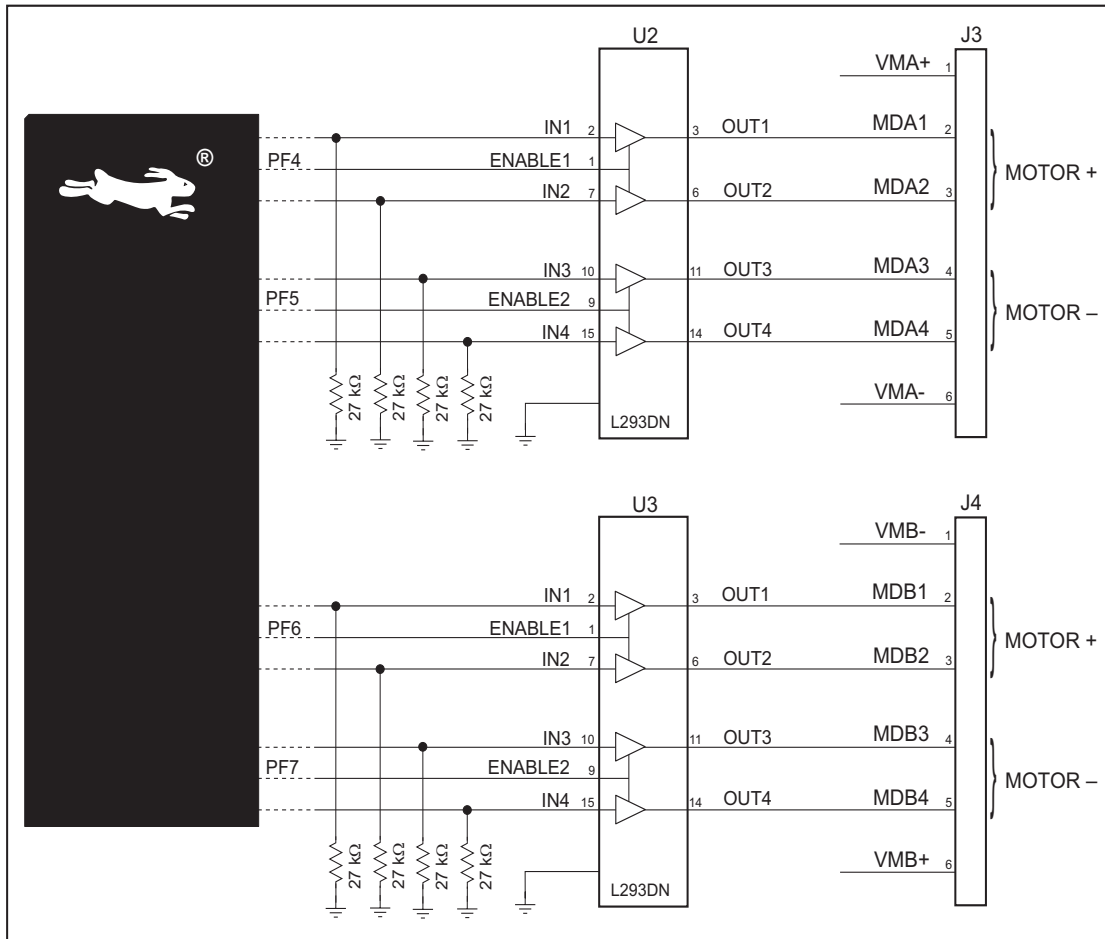 U2
J3
VMA+ 1
®
IN1 2
3 OUT1
MDA1 2
PF4
ENABLE1 1
MOTOR +
IN2 7
6 OUT2
MDA2 3
IN3 10
11 OUT3
MDA3 4
PF5
ENABLE2 9
MOTOR –
IN4 15
14 OUT4
MDA4 5
27 kΩ
27 kΩ
27 kΩ
27 kΩ
VMA- 6
L293DN
U3
J4
VMB- 1
IN1 2
3 OUT1
MDB1 2
PF6
ENABLE1 1
MOTOR +
IN2 7
6 OUT2
MDB2 3
IN3 10
11 OUT3
MDB3 4
PF7
ENABLE2 9
MOTOR –
IN4 15
14 OUT4
MDB4 5
27 kΩ
27 kΩ
27 kΩ
27 kΩ
VMB+ 6
L293DN